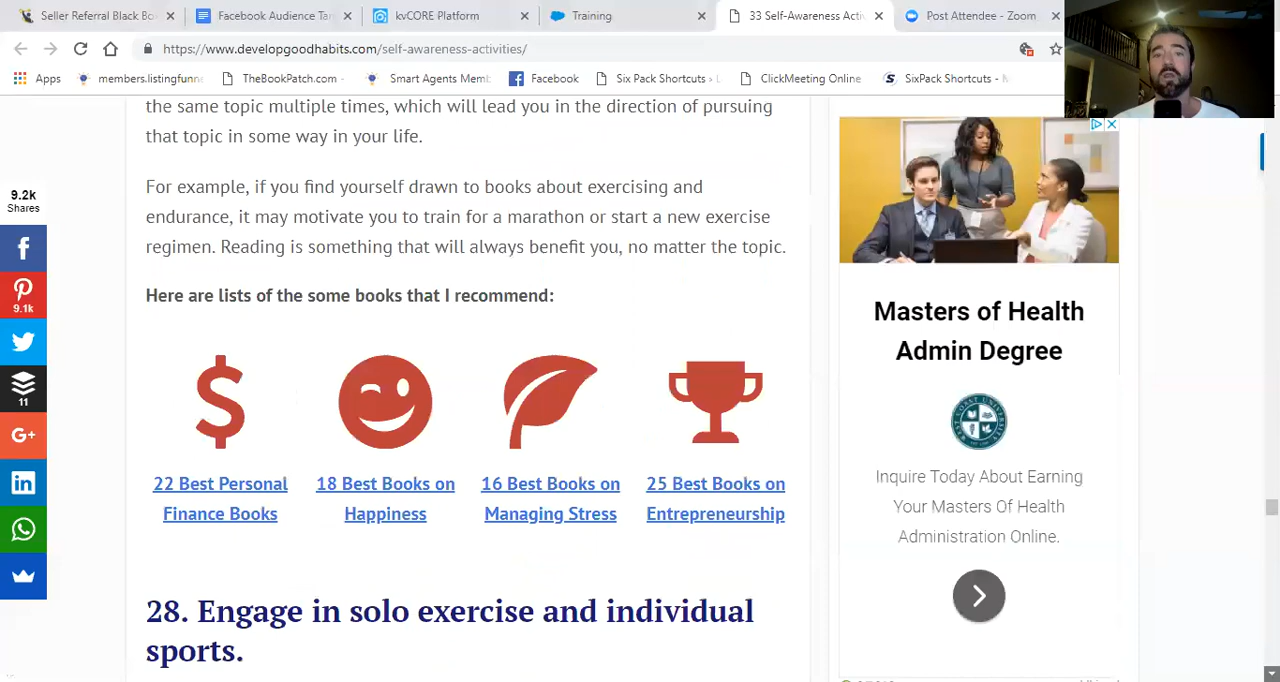 Seller Referral Black Bo
Facebook Audience Tar
kvCORE Platform
Training
33 Self-Awareness Activ
Post Attendee - Zoom
https://www.developgoodhabits.com/self-awareness-activities/
Apps
members.listingfunne
TheBookPatch.com -
Smart Agents Memb
Facebook
Six Pack Shortcuts › L
ClickMeeting Online
SixPack Shortcuts - M
the same topic multiple times, which will lead you in the direction of pursuing
that topic in some way in your life.
For example, if you find yourself drawn to books about exercising and
endurance, it may motivate you to train for a marathon or start a new exercise
regimen. Reading is something that will always benefit you, no matter the topic.
Here are lists of the some books that I recommend:
22 Best Personal
Finance Books
18 Best Books on
Happiness
16 Best Books on
Managing Stress
25 Best Books on
Entrepreneurship
28. Engage in solo exercise and individual
sports.
9.2k
Shares
9.1k
11
G+
in
Masters of Health
Admin Degree
Inquire Today About Earning
Your Masters Of Health
Administration Online.